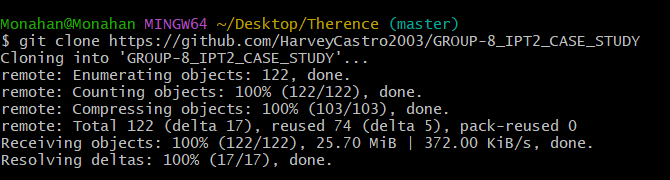 Monahan@Monahan MINGW64 ~/Desktop/Therence (master)
$ git clone https://github.com/HarveyCastro2003/GROUP-8_IPT2_CASE_STUDY
Cloning into 'GROUP-8_IPT2_CASE_STUDY'...
remote: Enumerating objects: 122, done.
remote: Counting objects: 100% (122/122), done.
remote: Compressing objects: 100% (103/103), done.
remote: Total 122 (delta 17), reused 74 (delta 5), pack-reused 0
Receiving objects: 100% (122/122), 25.70 MiB | 372.00 KiB/s, done.
Resolving deltas: 100% (17/17), done.